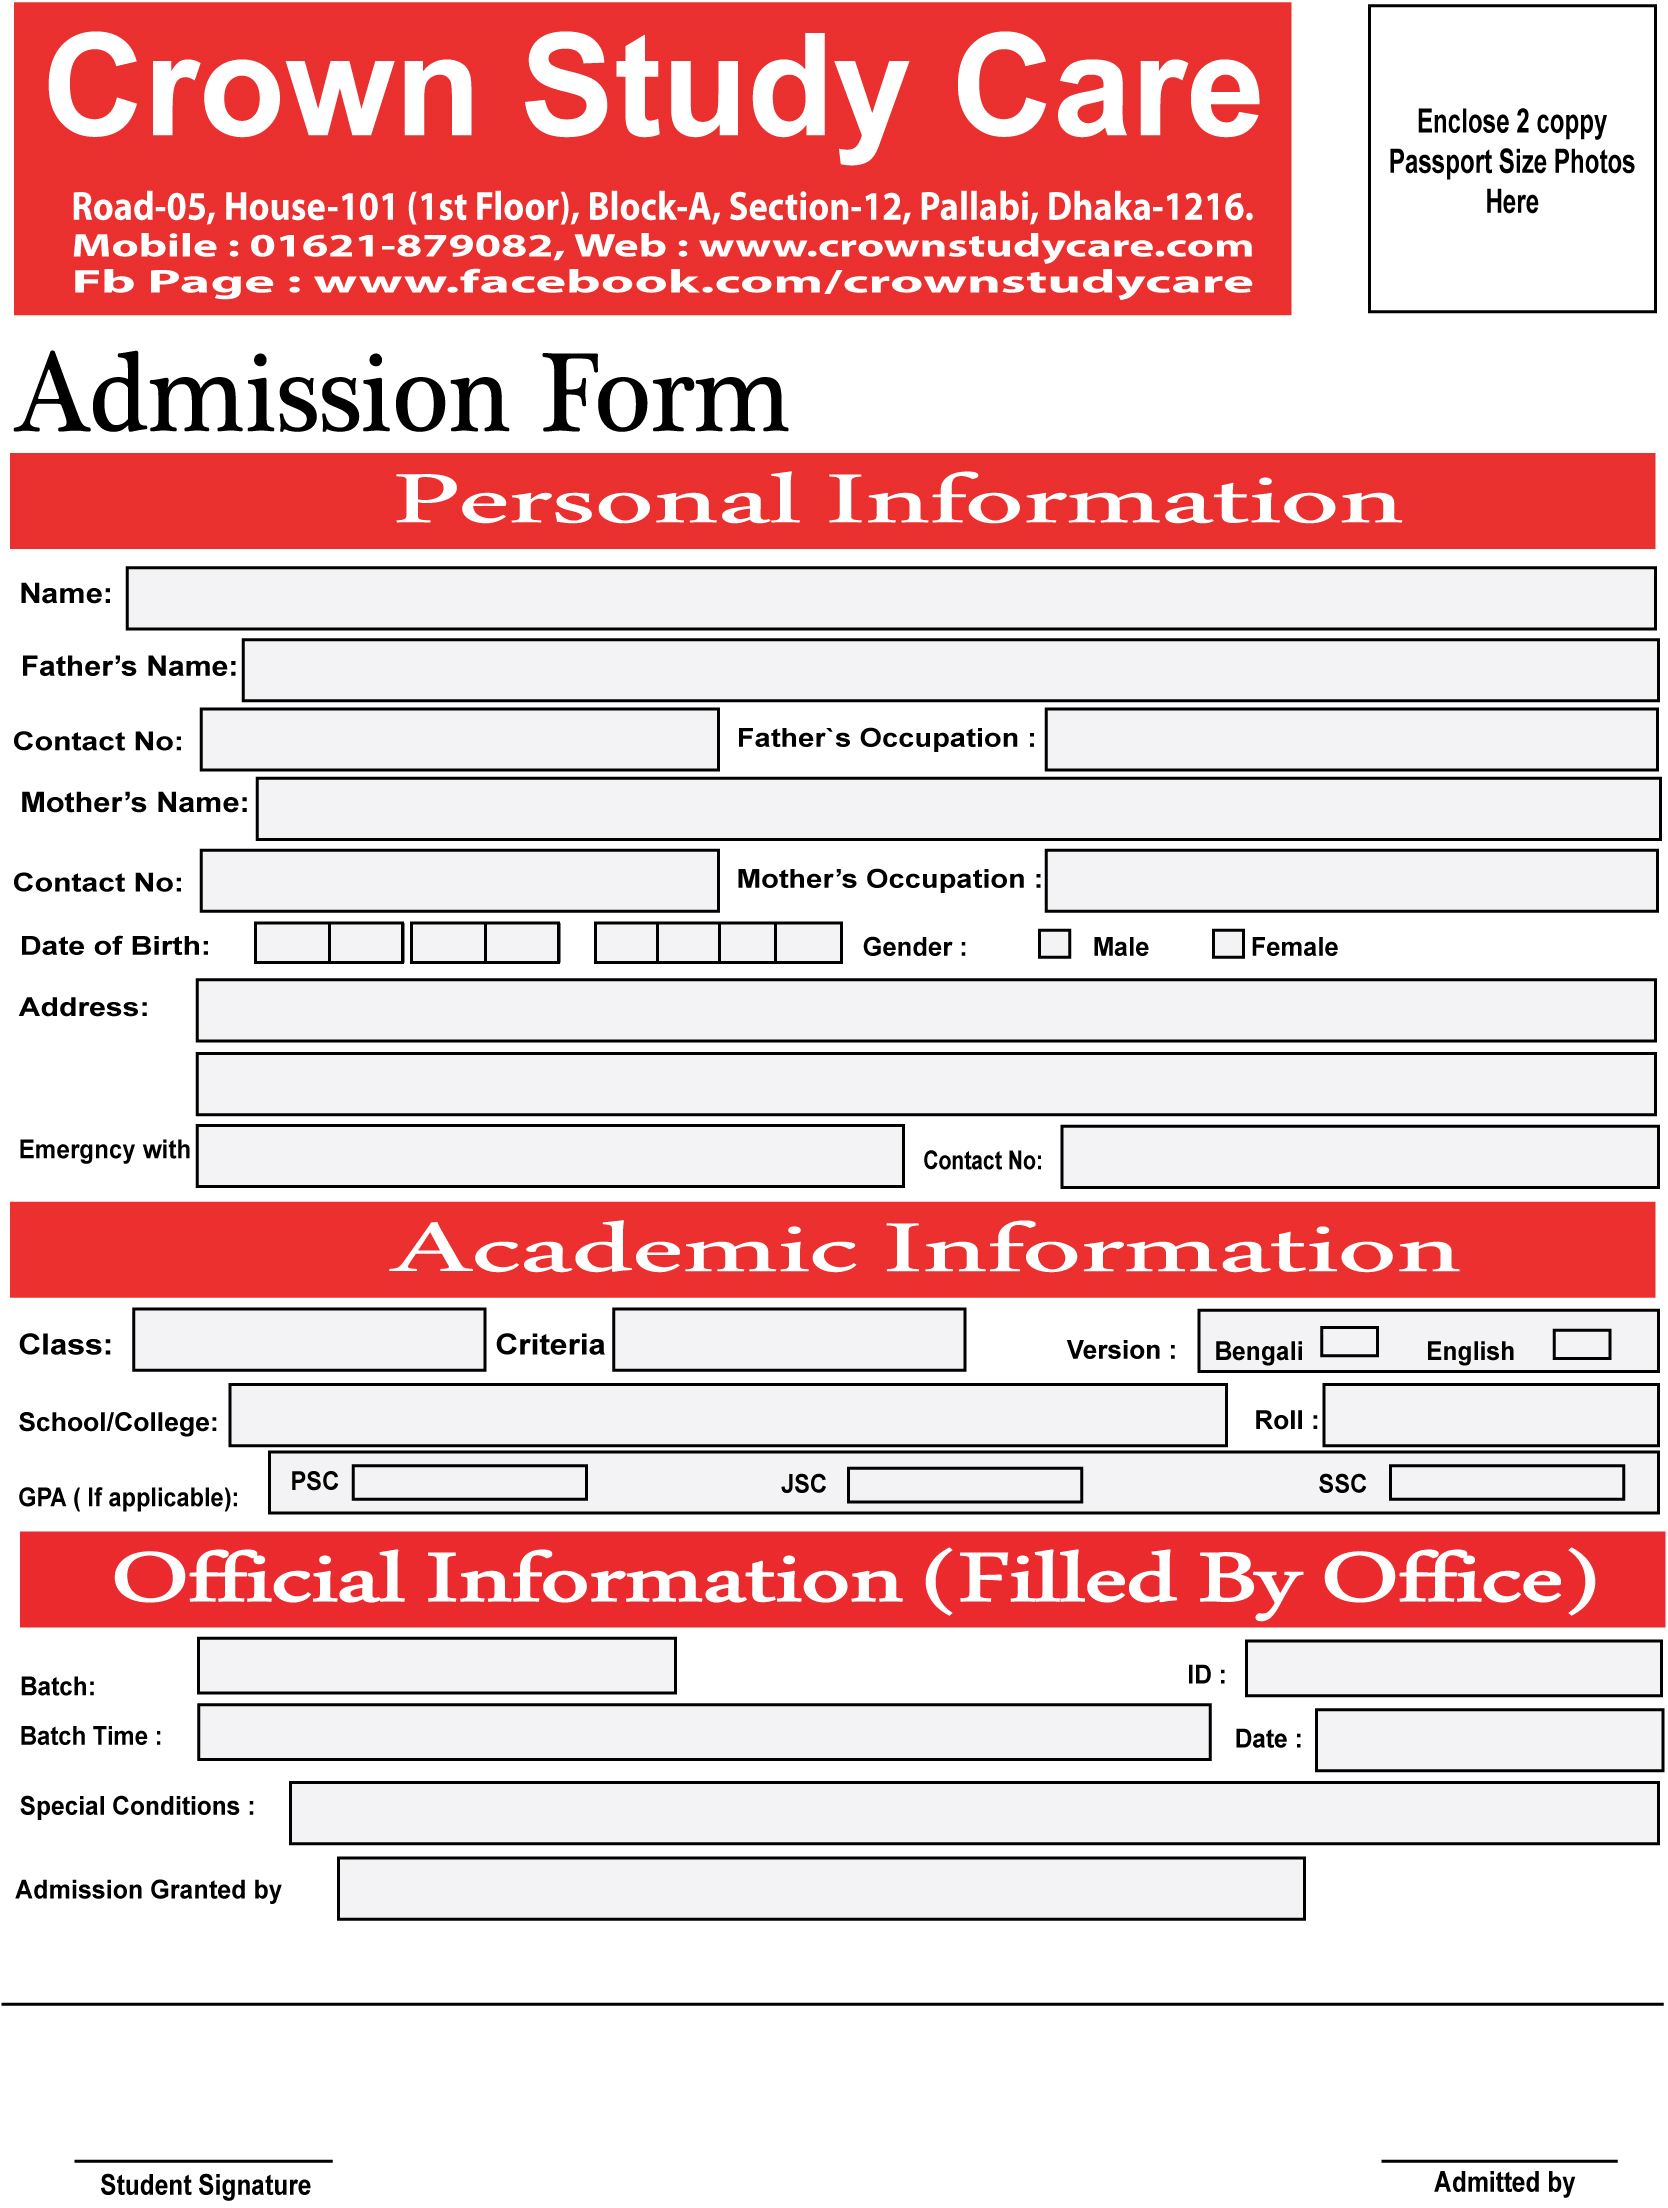 Crown Study Care
Road-05, House-101 (1st Floor), Block-A, Section-12, Pallabi, Dhaka-1216.
Mobile : 01621-879082, Web : www.crownstudycare.com
Fb Page : www.facebook.com/crownstudycare
Enclose 2 coppy
Passport Size Photos
Here
Admission Form
Personal Information
Name:
Father’s Name:
Contact No: Father`s Occupation :
Mother’s Name:
Contact No: Mother’s Occupation :
Date of Birth: Gender : Male Female
Address:
Emergncy with Contact No:
Academic Information
Class: Criteria Version : Bengali English
School/College: Roll :
GPA ( If applicable): PSC JSC SSC
Official Information (Filled By Office)
Batch: ID :
Batch Time : Date :
Special Conditions :
Admission Granted by
Student Signature Admitted by